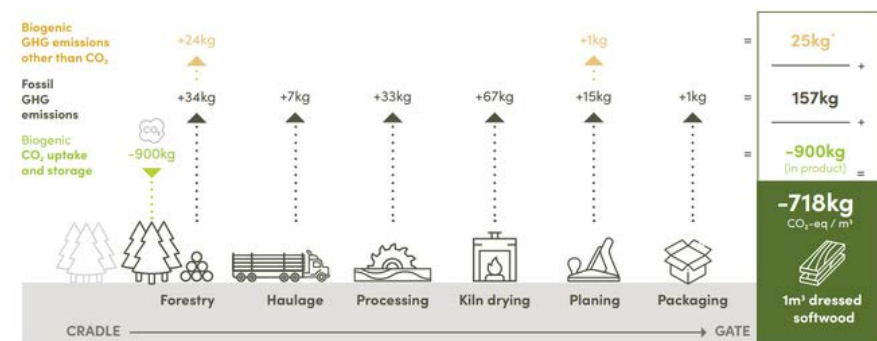 Biogenic
GHG emissions
other than CO₂
+24kg
+1kg
=
25kg*
+
Fossil
GHG
emissions
+34kg
+7kg
+33kg
+67kg
+15kg
+1kg
=
157kg
+
Biogenic
CO₂ uptake
and storage
CO₂
-900kg
=
-900kg
(in product)
=
-718kg
CO₂-eq / m³
Forestry
Haulage
Processing
Kiln drying
Planing
Packaging
1m³ dressed
softwood
CRADLE
GATE